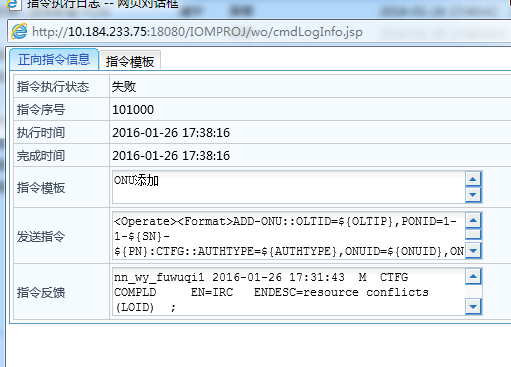 指令执行日志 -- 网页对话框
http://10.184.233.75:18080/IOMPROJ/wo/cmdLogInfo.jsp
正向指令信息 指令模板
指令执行状态 失败
指令序号 101000
执行时间 2016-01-26 17:38:16
完成时间 2016-01-26 17:38:16
指令模板 ONU添加
发送指令
<Operate><Format>ADD-ONU::OLTID=${OLTIP},PONID=1-
1-${SN}-
${PN}:CTFG::AUTHTYPE=${AUTHTYPE},ONUID=${ONUID},ON
指令反馈
nn_wy_fuwuqi1 2016-01-26 17:31:43 M CTFG
COMPLD EN=IRC ENDESC=resource conflicts
(LOID) ;